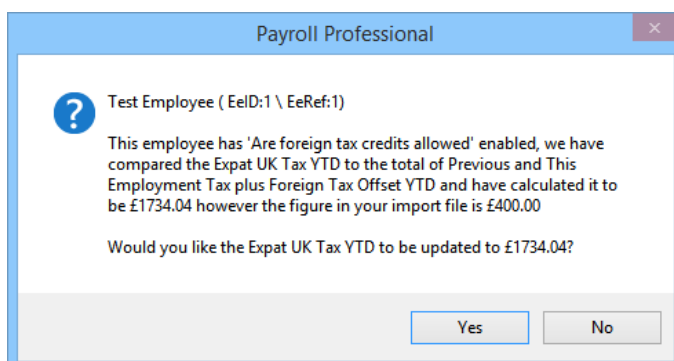 Payroll Professional
Test Employee ( EeID:1 \ EeRef:1)
This employee has 'Are foreign tax credits allowed' enabled, we have
compared the Expat UK Tax YTD to the total of Previous and This
Employment Tax plus Foreign Tax Offset YTD and have calculated it to
be £1734.04 however the figure in your import file is £400.00
Would you like the Expat UK Tax YTD to be updated to £1734.04?
Yes
No